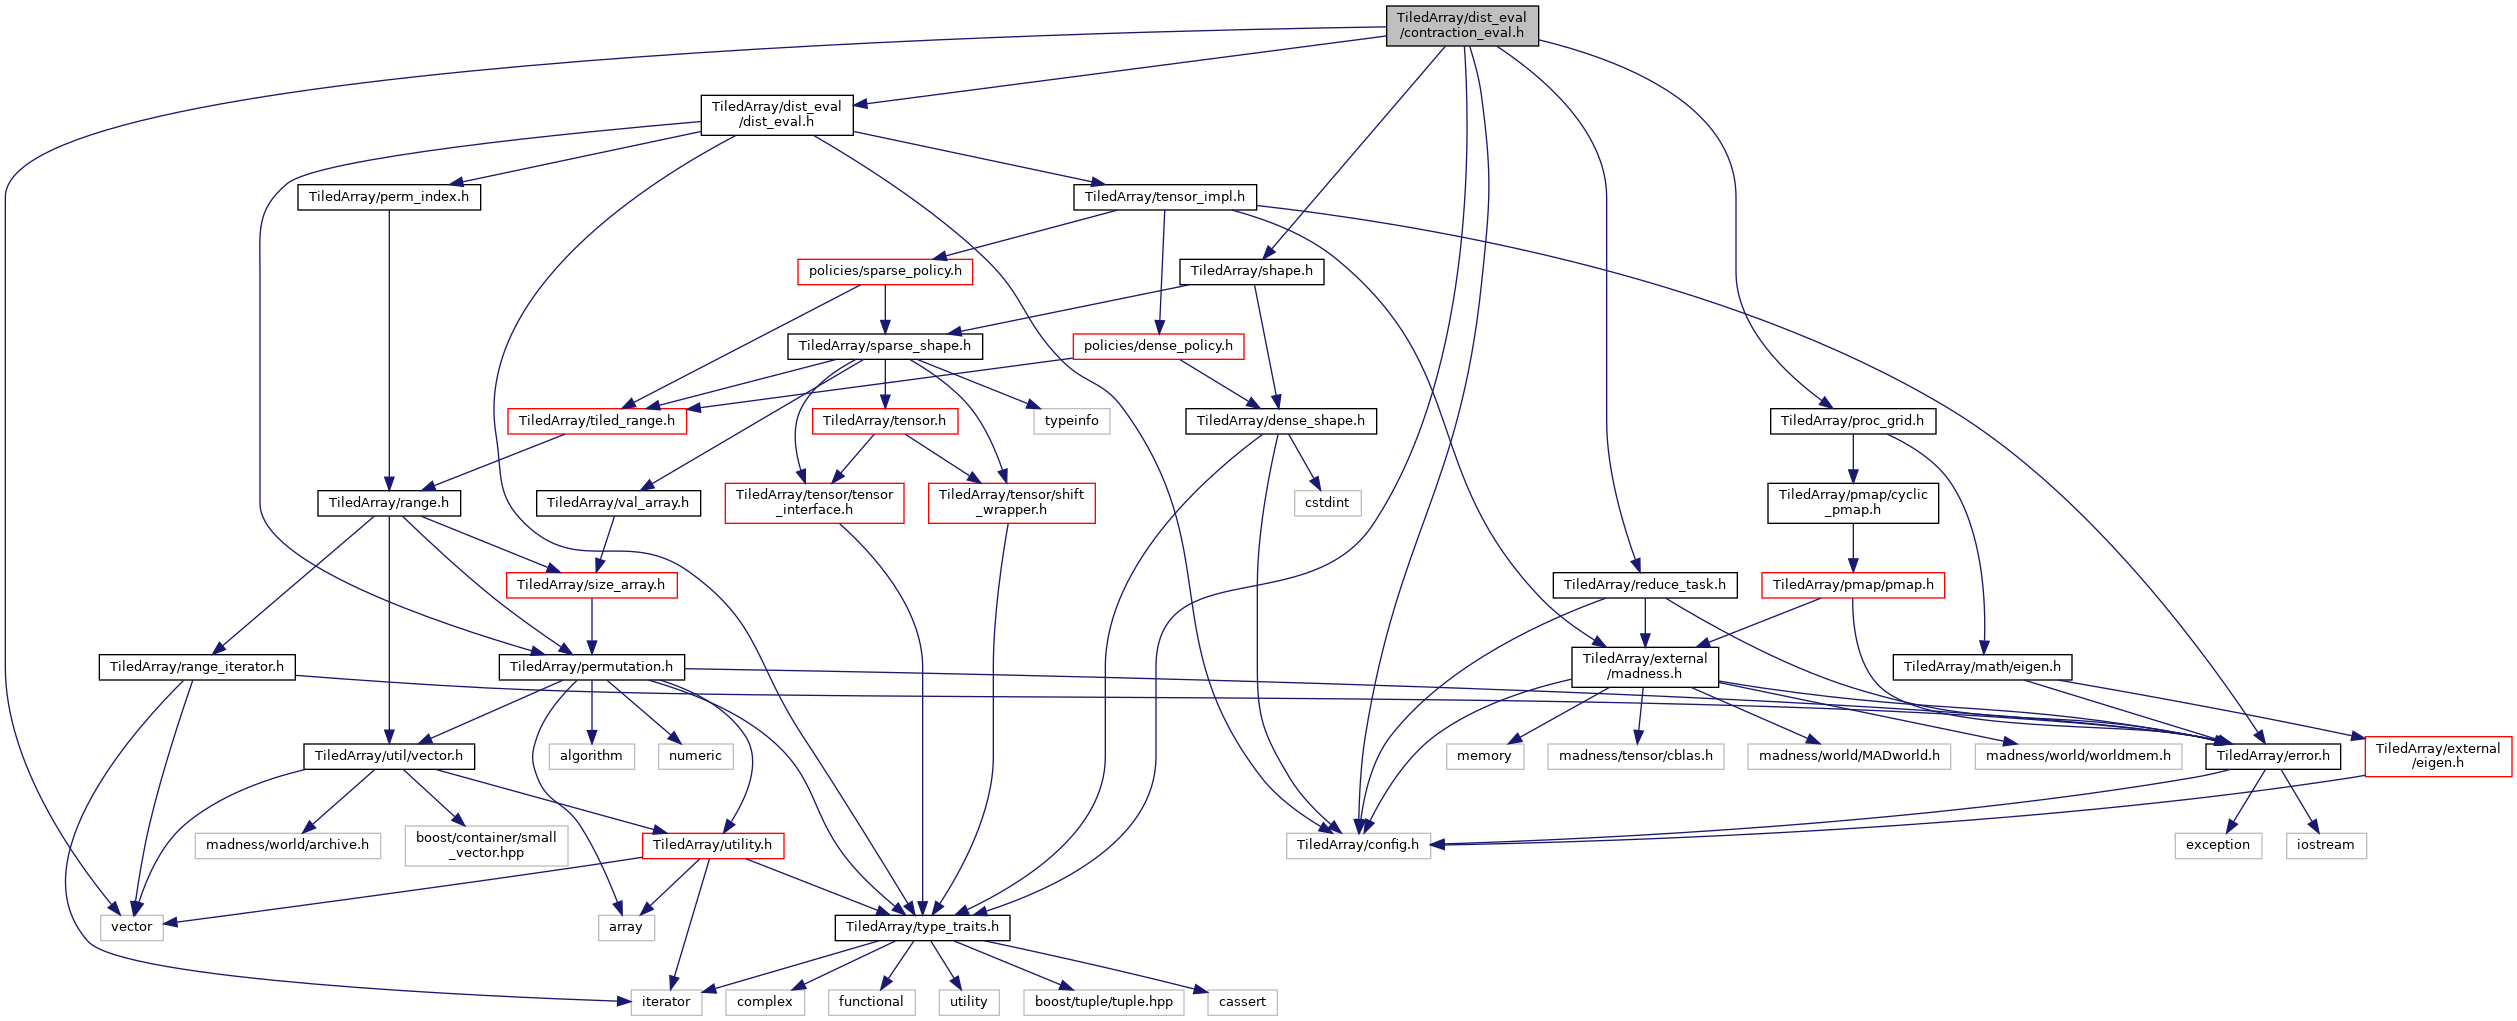 TiledArray/dist_eval
/contraction_eval.h
TiledArray/dist_eval
/dist_eval.h
TiledArray/perm_index.h
TiledArray/tensor_impl.h
policies/sparse_policy.h
TiledArray/shape.h
TiledArray/sparse_shape.h
policies/dense_policy.h
TiledArray/tiled_range.h
TiledArray/tensor.h
typeinfo
TiledArray/dense_shape.h
TiledArray/proc_grid.h
TiledArray/range.h
TiledArray/val_array.h
TiledArray/tensor/tensor
_interface.h
TiledArray/tensor/shift
_wrapper.h
cstdint
TiledArray/pmap/cyclic
_pmap.h
TiledArray/size_array.h
TiledArray/reduce_task.h
TiledArray/pmap/pmap.h
TiledArray/range_iterator.h
TiledArray/permutation.h
TiledArray/external
/madness.h
TiledArray/math/eigen.h
TiledArray/util/vector.h
algorithm
numeric
memory
madness/tensor/cblas.h
madness/world/MADworld.h
madness/world/worldmem.h
TiledArray/error.h
TiledArray/external
/eigen.h
madness/world/archive.h
boost/container/small
_vector.hpp
TiledArray/utility.h
TiledArray/config.h
exception
iostream
vector
array
TiledArray/type_traits.h
iterator
complex
functional
utility
boost/tuple/tuple.hpp
cassert